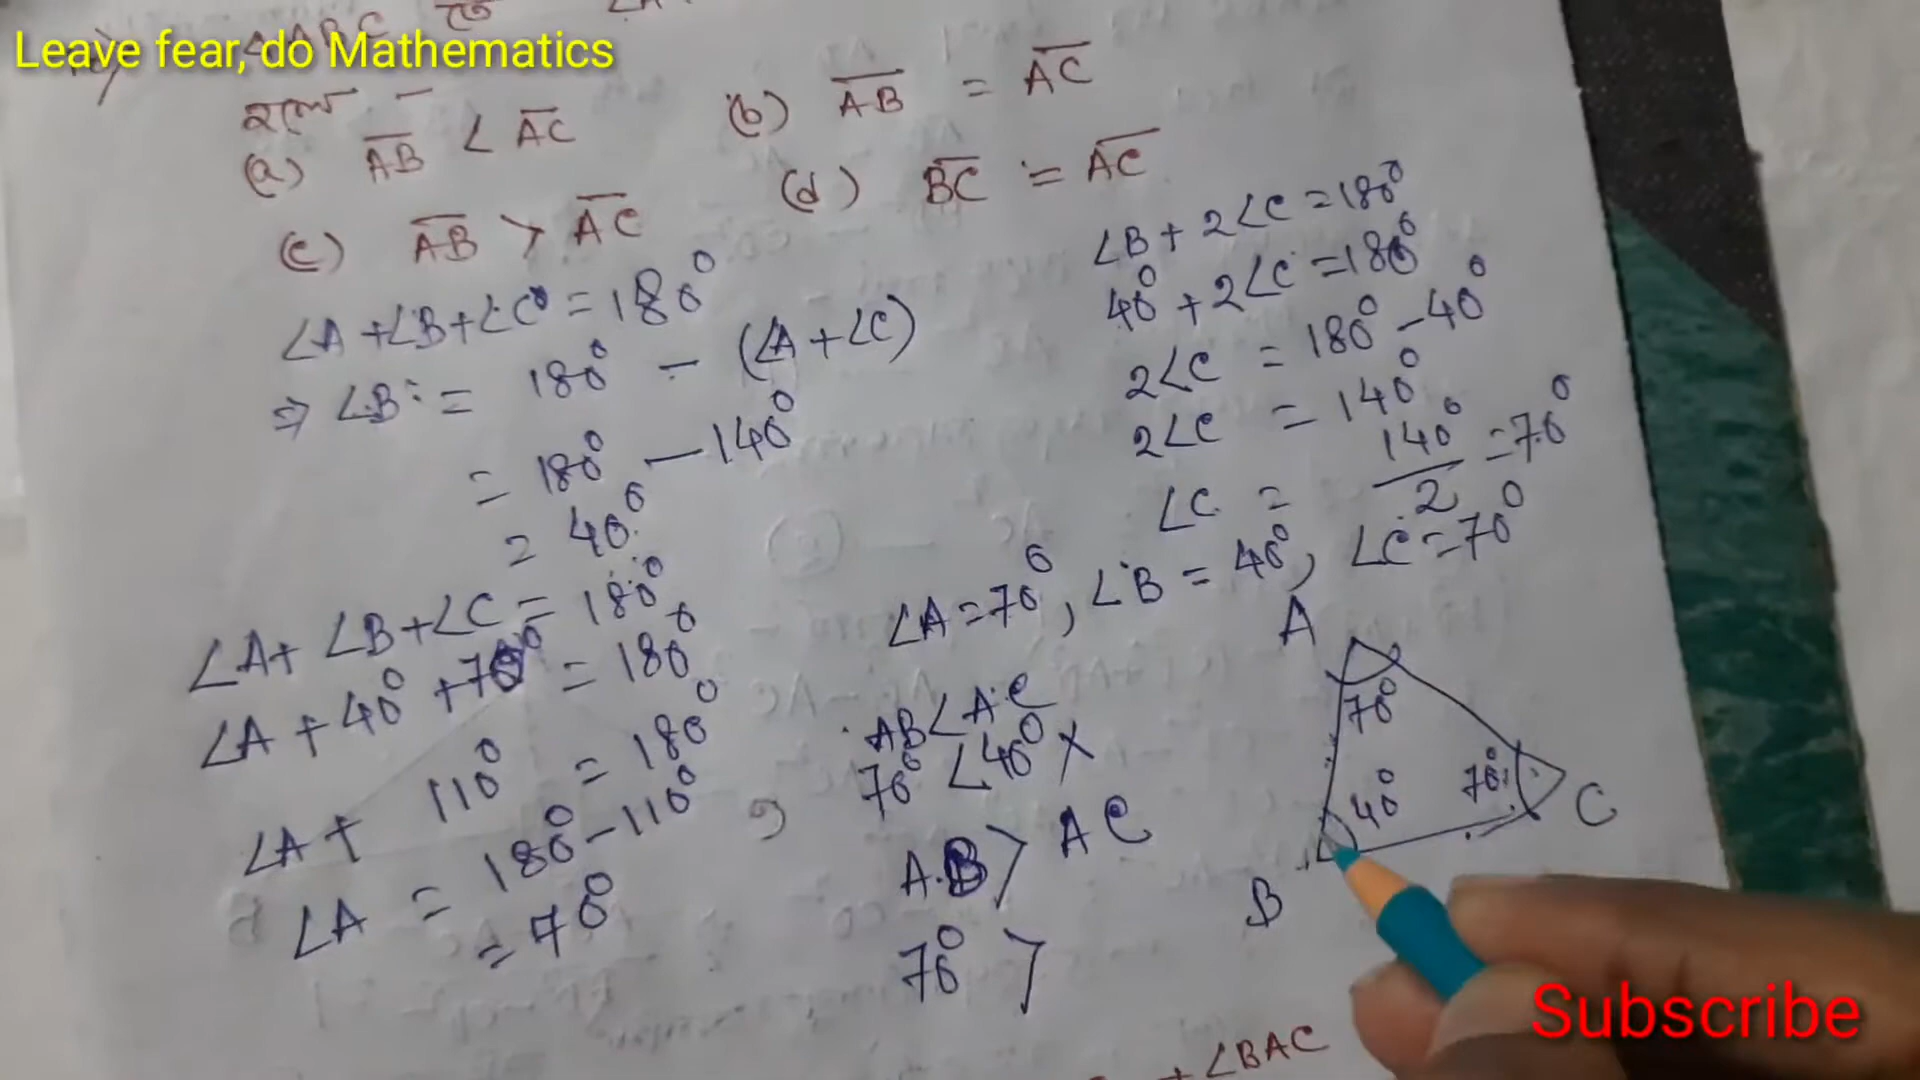 Leave fear, do Mathematics
(a) AB < AC (b) AB = AC
(c) AB > AC (d) BC = AC
∠A + ∠B + ∠C = 180°
⇒ ∠B = 180° - (∠A + ∠C)
= 180° - 140°
= 40°
∠A + ∠B + ∠C = 180°
∠A + 40° + 70° = 180°
∠A + 110° = 180°
∠A = 180° - 110°
= 70°
∠B + 2∠C = 180°
40° + 2∠C = 180°
2∠C = 180° - 40°
2∠C = 140°
∠C = 140°/2 = 70°
∠A = 70°, ∠B = 40°, ∠C = 70°
AB < AC
70° < 40° ×
AB > AC
70° >
A
70°
40° 70°
B C
+ ∠BAC
Subscribe